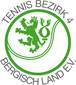 TENNIS BEZIRK 4
BERGISCH LAND E.V.